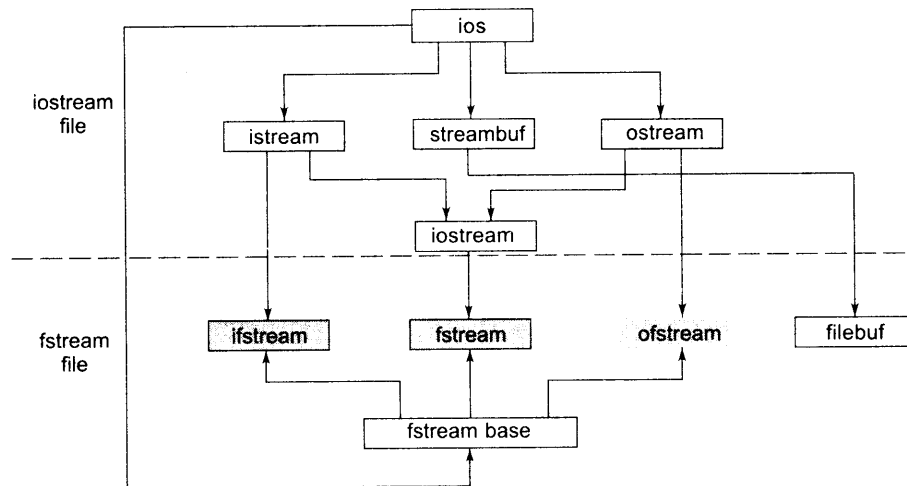 ios
iostream
file
istream
streambuf
ostream
iostream
fstream
file
ifstream
fstream
ofstream
filebuf
fstream base